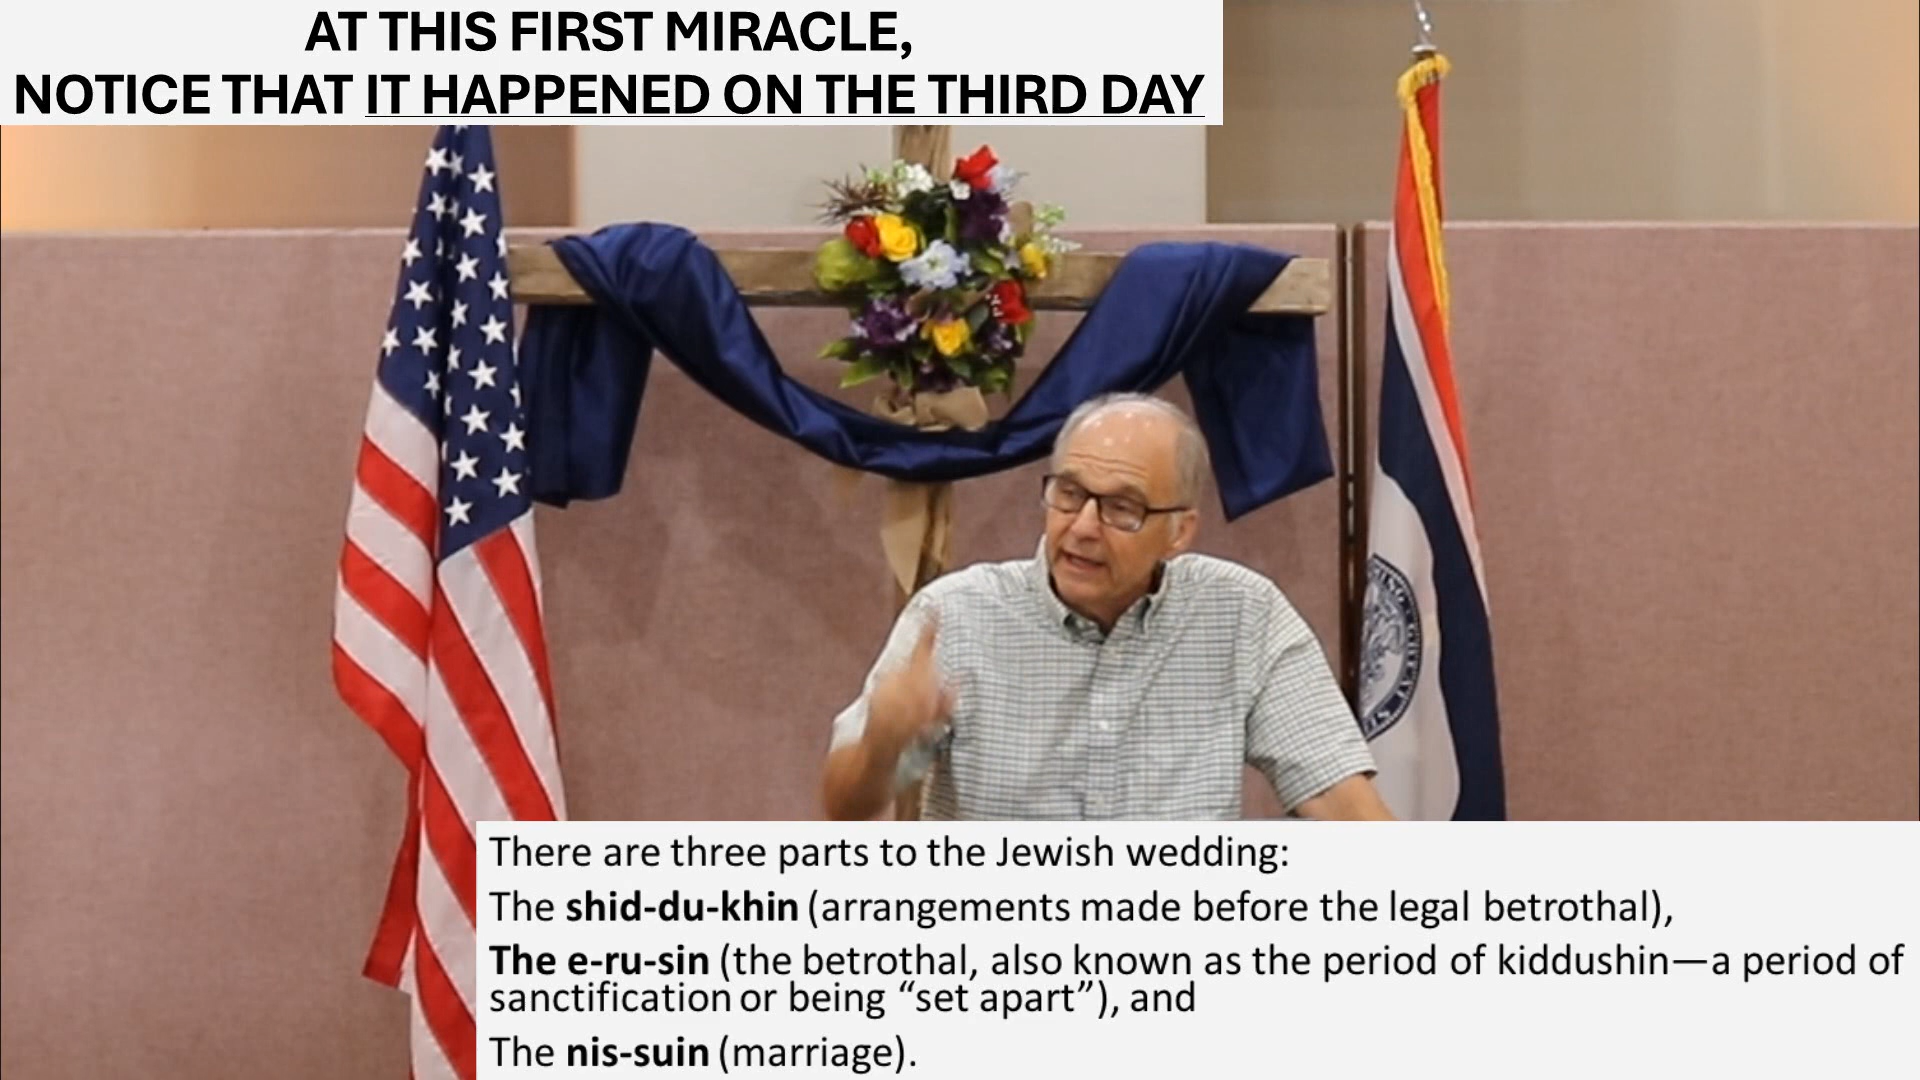 AT THIS FIRST MIRACLE,
NOTICE THAT IT HAPPENED ON THE THIRD DAY
There are three parts to the Jewish wedding:
The shid-du-khin (arrangements made before the legal betrothal),
The e-ru-sin (the betrothal, also known as the period of kiddushin—a period of
sanctification or being “set apart”), and
The nis-suin (marriage).